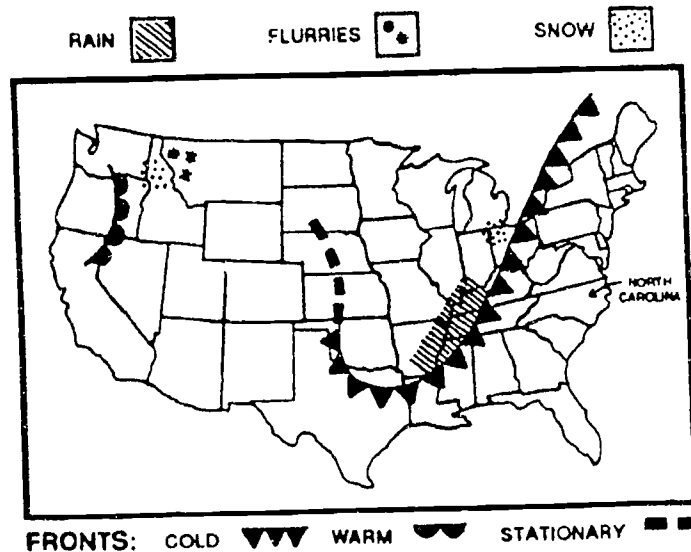 RAIN FLURRIES SNOW
NORTH
CAROLINA
FRONTS: COLD WARM STATIONARY